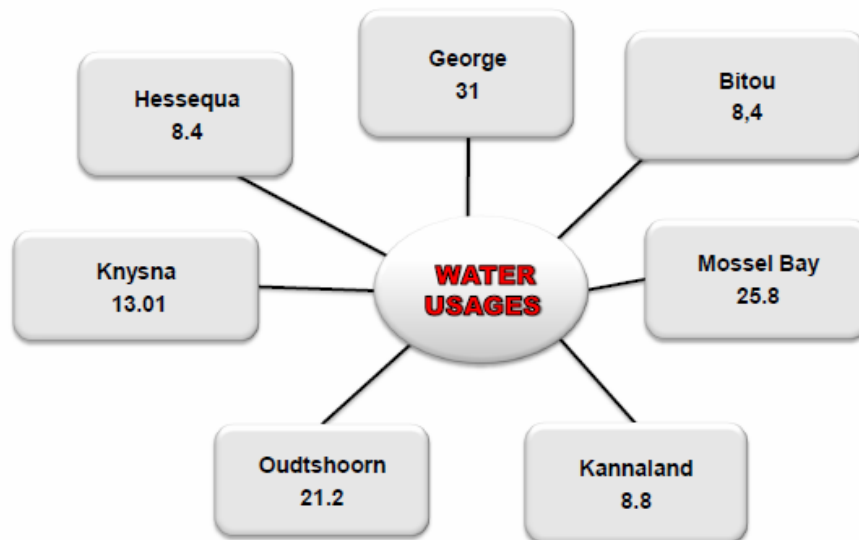 George
31
Hessequa
8.4
Bitou
8,4
Knysna
13.01
WATER
USAGES
Mossel Bay
25.8
Oudtshoorn
21.2
Kannaland
8.8